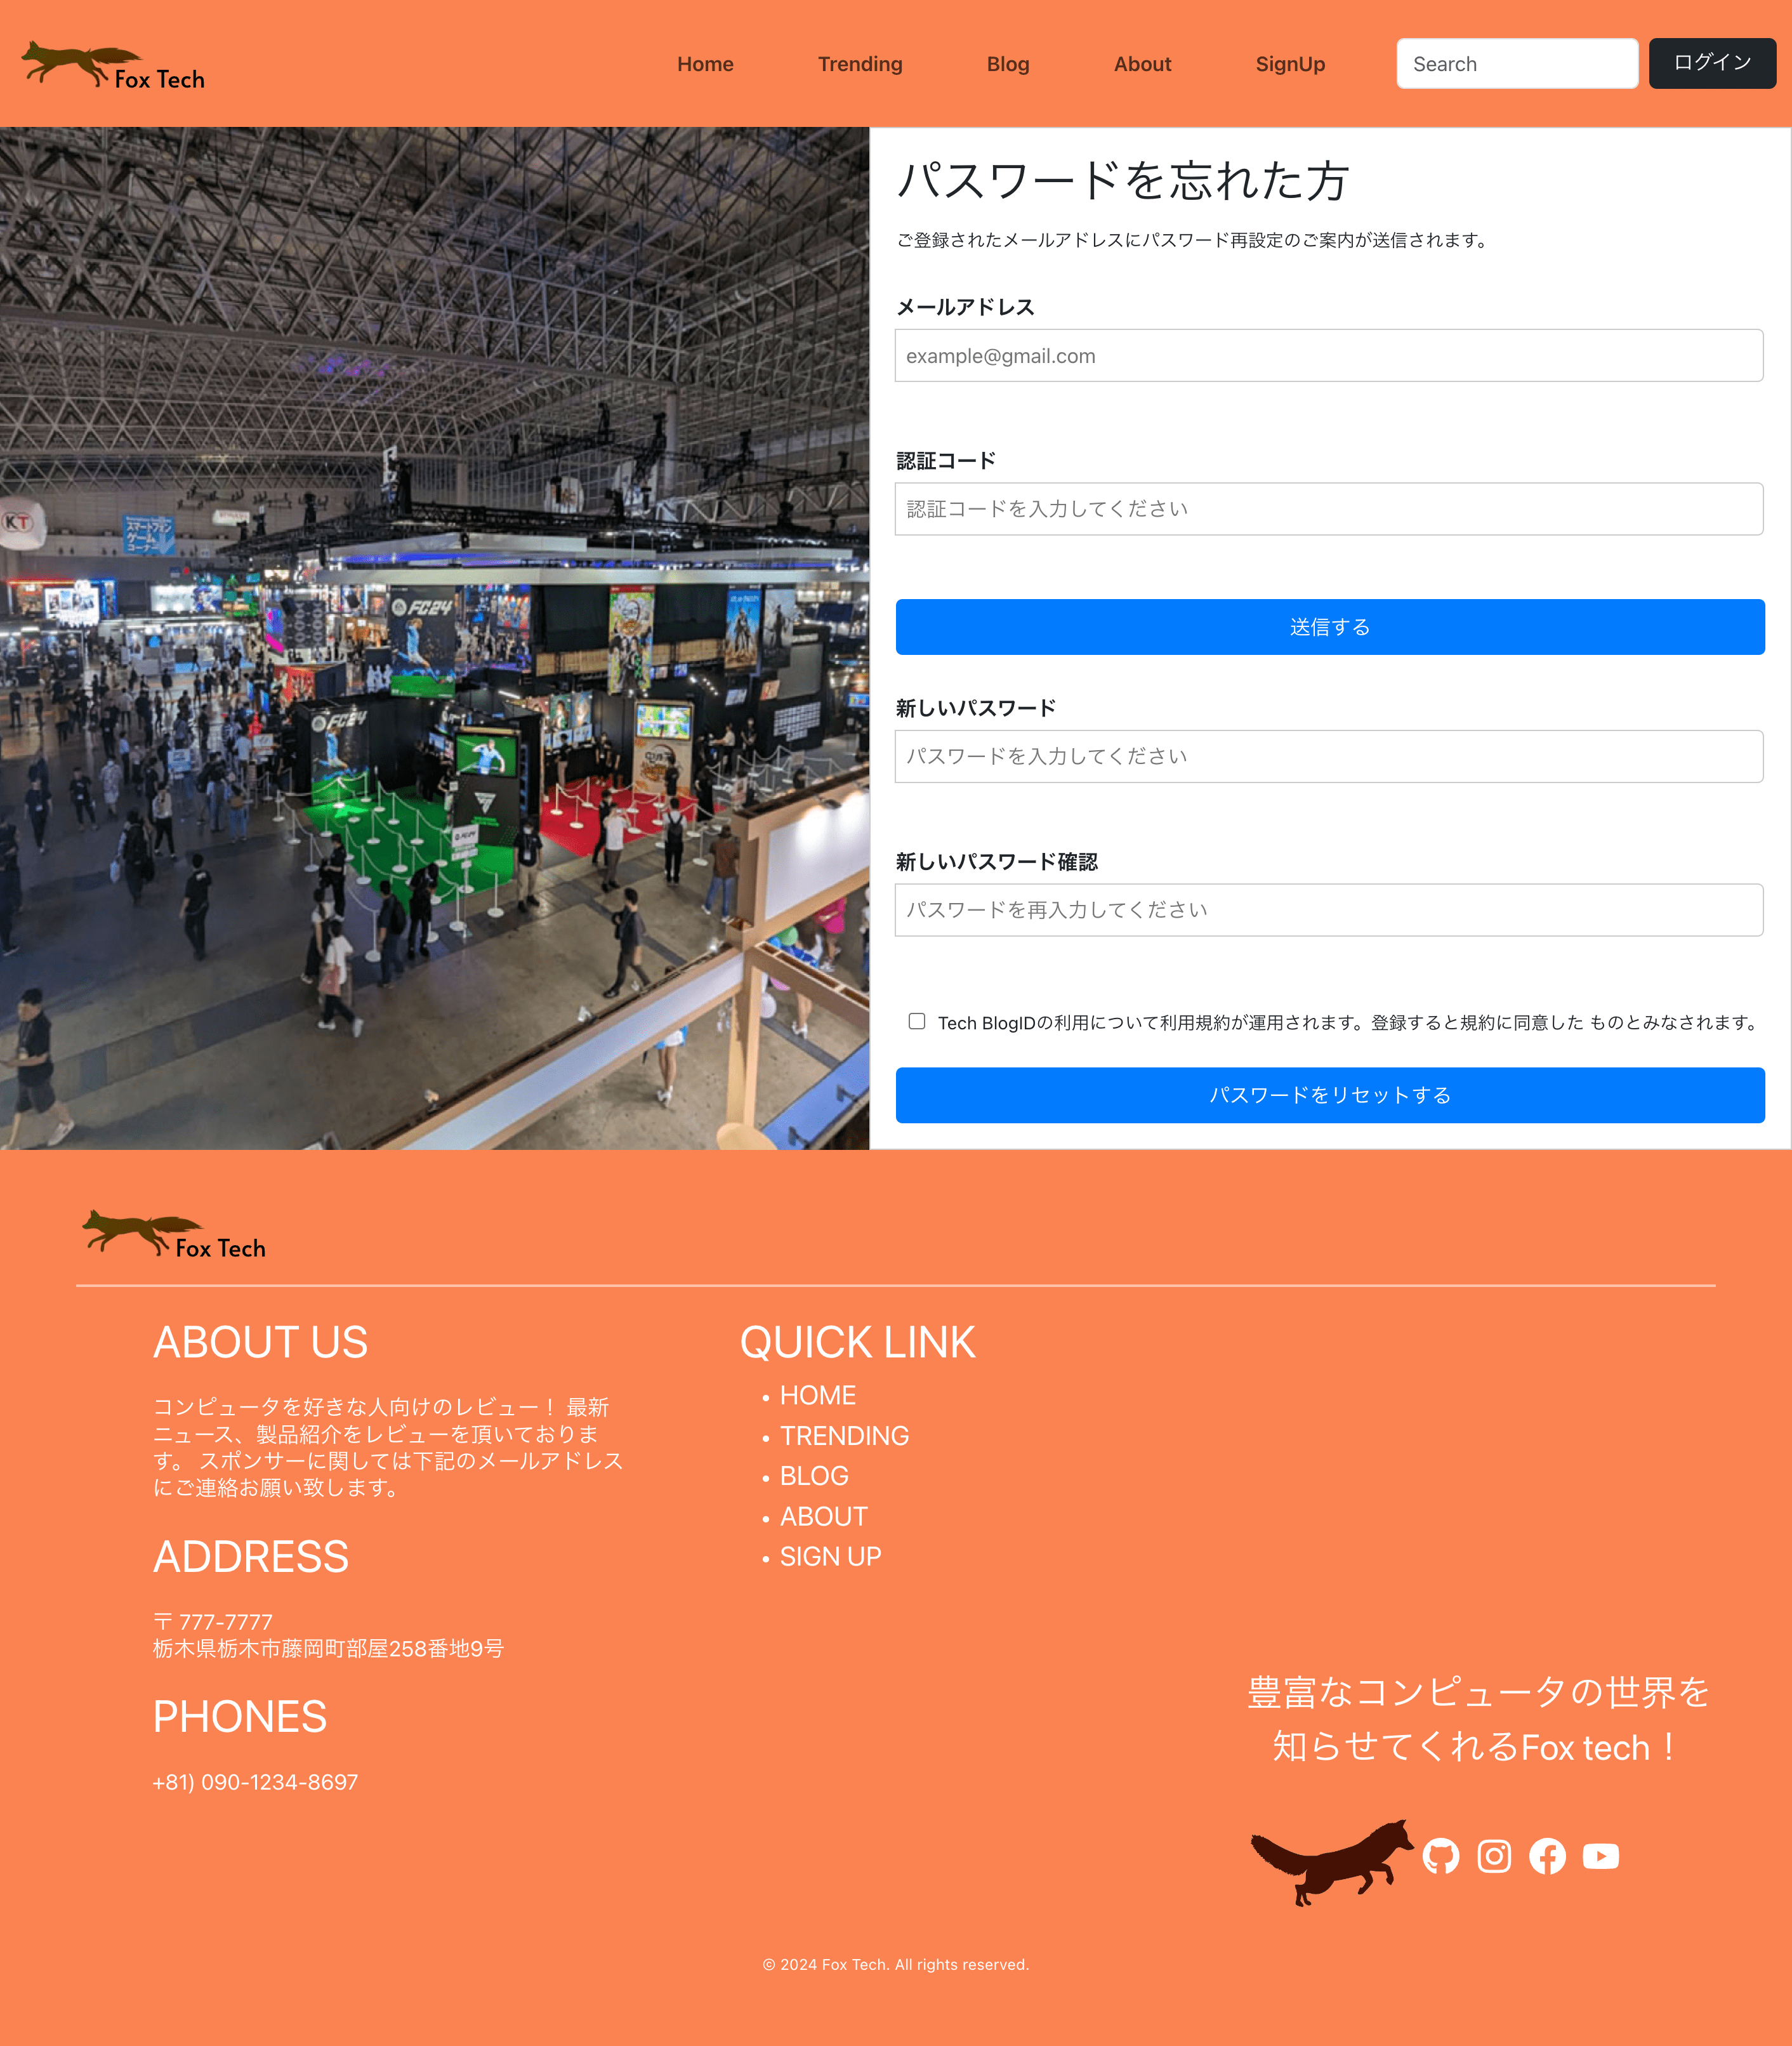 Fox Tech
Home
Trending
Blog
About
SignUp
Search
ログイン
KT
スマートフォン
ゲーム
コーナー
FC24
FC24
パスワードを忘れた方
ご登録されたメールアドレスにパスワード再設定のご案内が送信されます。
メールアドレス
example@gmail.com
認証コード
認証コードを入力してください
送信する
新しいパスワード
パスワードを入力してください
新しいパスワード確認
パスワードを再入力してください
Tech BlogIDの利用について利用規約が運用されます。登録すると規約に同意した ものとみなされます。
パスワードをリセットする
Fox Tech
ABOUT US
コンピュータを好きな人向けのレビュー！ 最新
ニュース、製品紹介をレビューを頂いておりま
す。 スポンサーに関しては下記のメールアドレス
にご連絡お願い致します。
ADDRESS
〒 777-7777
栃木県栃木市藤岡町部屋258番地9号
PHONES
+81) 090-1234-8697
QUICK LINK
• HOME
• TRENDING
• BLOG
• ABOUT
• SIGN UP
豊富なコンピュータの世界を
知らせてくれるFox tech！
© 2024 Fox Tech. All rights reserved.